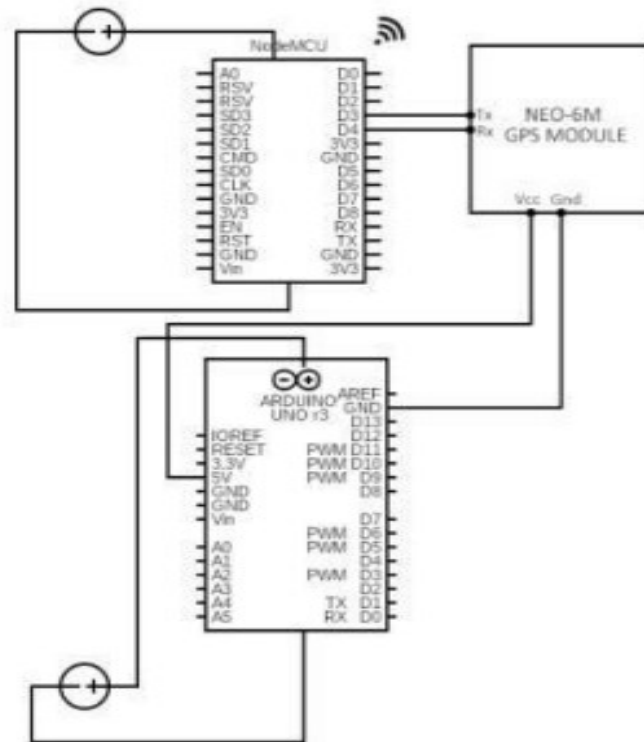 - +
NodeMCU
A0 D0
RSV D1
RSV D2
SD3 D3
SD2 D4
SD1 3V3
CMD GND
SD0 D5
CLK D6
GND D7
3V3 D8
EN RX
RST TX
GND GND
Vin 3V3
Tx
Rx
NEO-6M
GPS MODULE
Vcc Gnd
- +
ARDUINO
UNO r3
AREF
GND
D13
IOREF D12
RESET PWM D11
3.3V PWM D10
5V PWM D9
GND D8
GND
Vin D7
PWM D6
A0 PWM D5
A1 D4
A2 PWM D3
A3 D2
A4 TX D1
A5 RX D0
- +